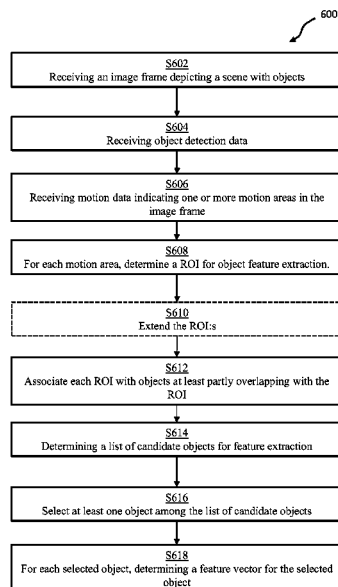 600
S602
Receiving an image frame depicting a scene with objects
S604
Receiving object detection data
S606
Receiving motion data indicating one or more motion areas in the
image frame
S608
For each motion area, determine a ROI for object feature extraction.
S610
Extend the ROI:s
S612
Associate each ROI with objects at least partly overlapping with the
ROI
S614
Determining a list of candidate objects for feature extraction
S616
Select at least one object among the list of candidate objects
S618
For each selected object, determining a feature vector for the selected
object